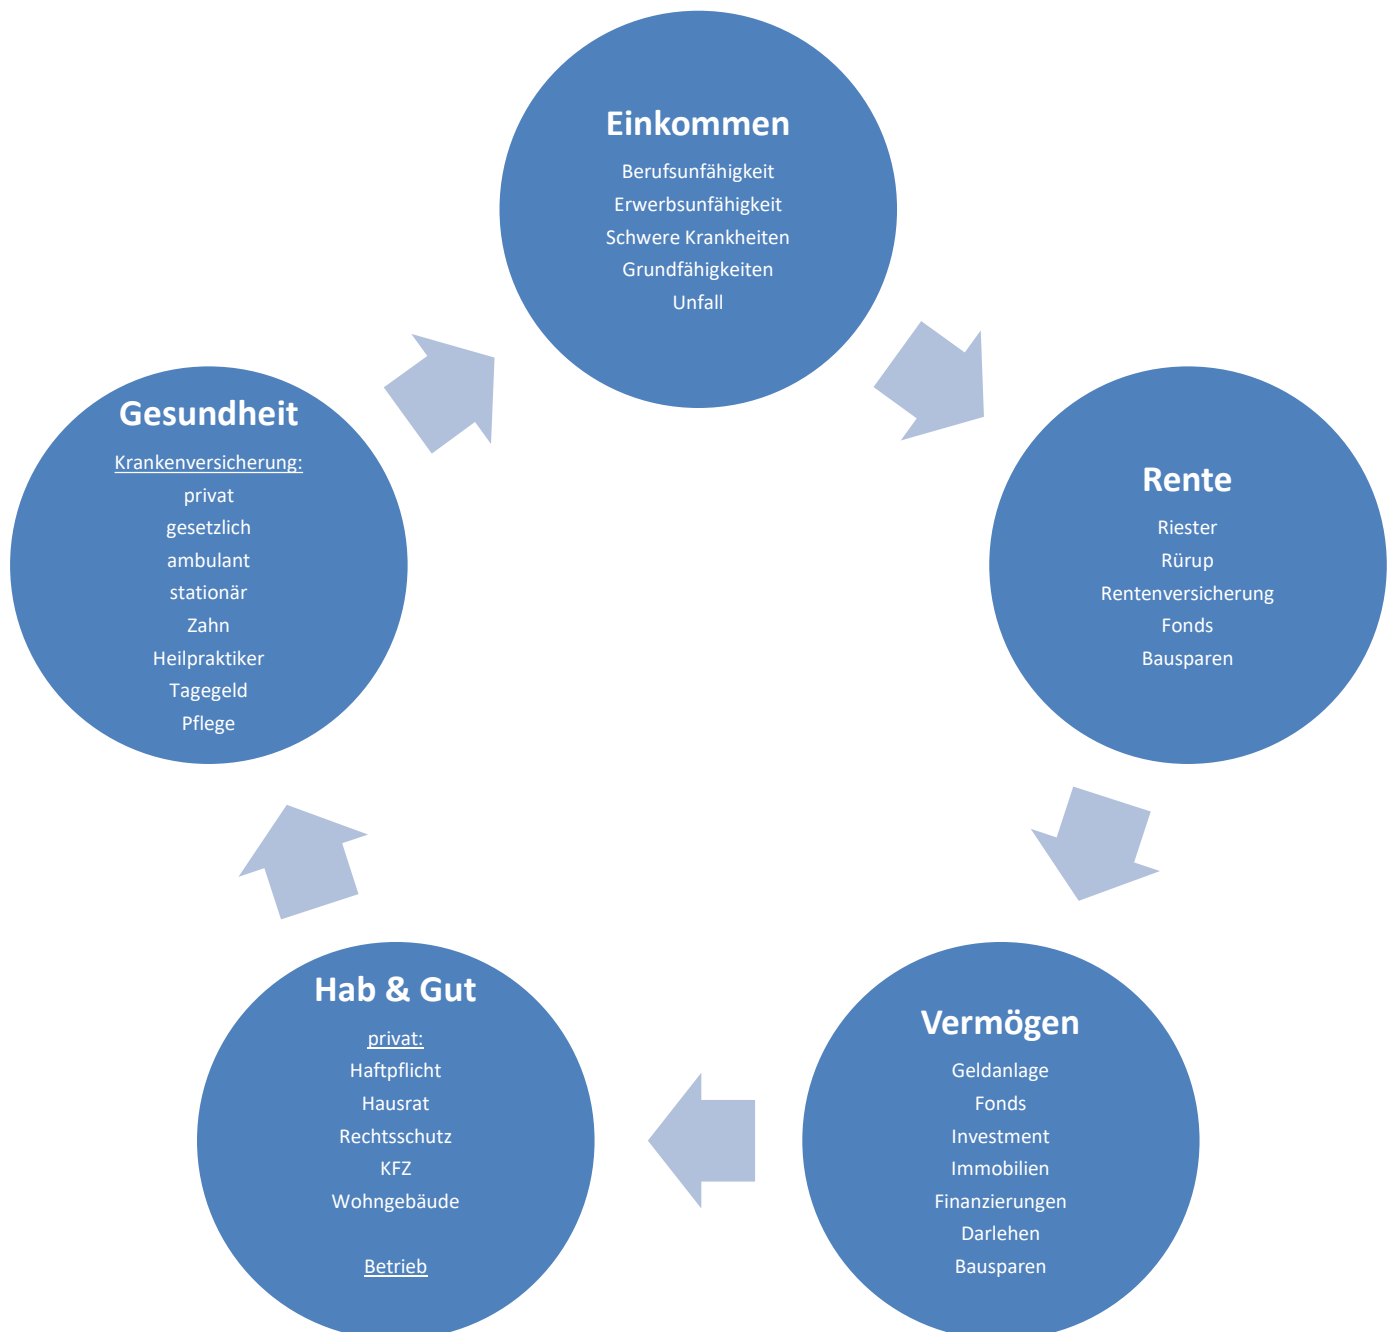 Einkommen
Berufsunfähigkeit
Erwerbsunfähigkeit
Schwere Krankheiten
Grundfähigkeiten
Unfall
Rente
Riester
Rürup
Rentenversicherung
Fonds
Bausparen
Vermögen
Geldanlage
Fonds
Investment
Immobilien
Finanzierungen
Darlehen
Bausparen
Hab & Gut
privat:
Haftpflicht
Hausrat
Rechtsschutz
KFZ
Wohngebäude
Betrieb
Gesundheit
Krankenversicherung:
privat
gesetzlich
ambulant
stationär
Zahn
Heilpraktiker
Tagegeld
Pflege